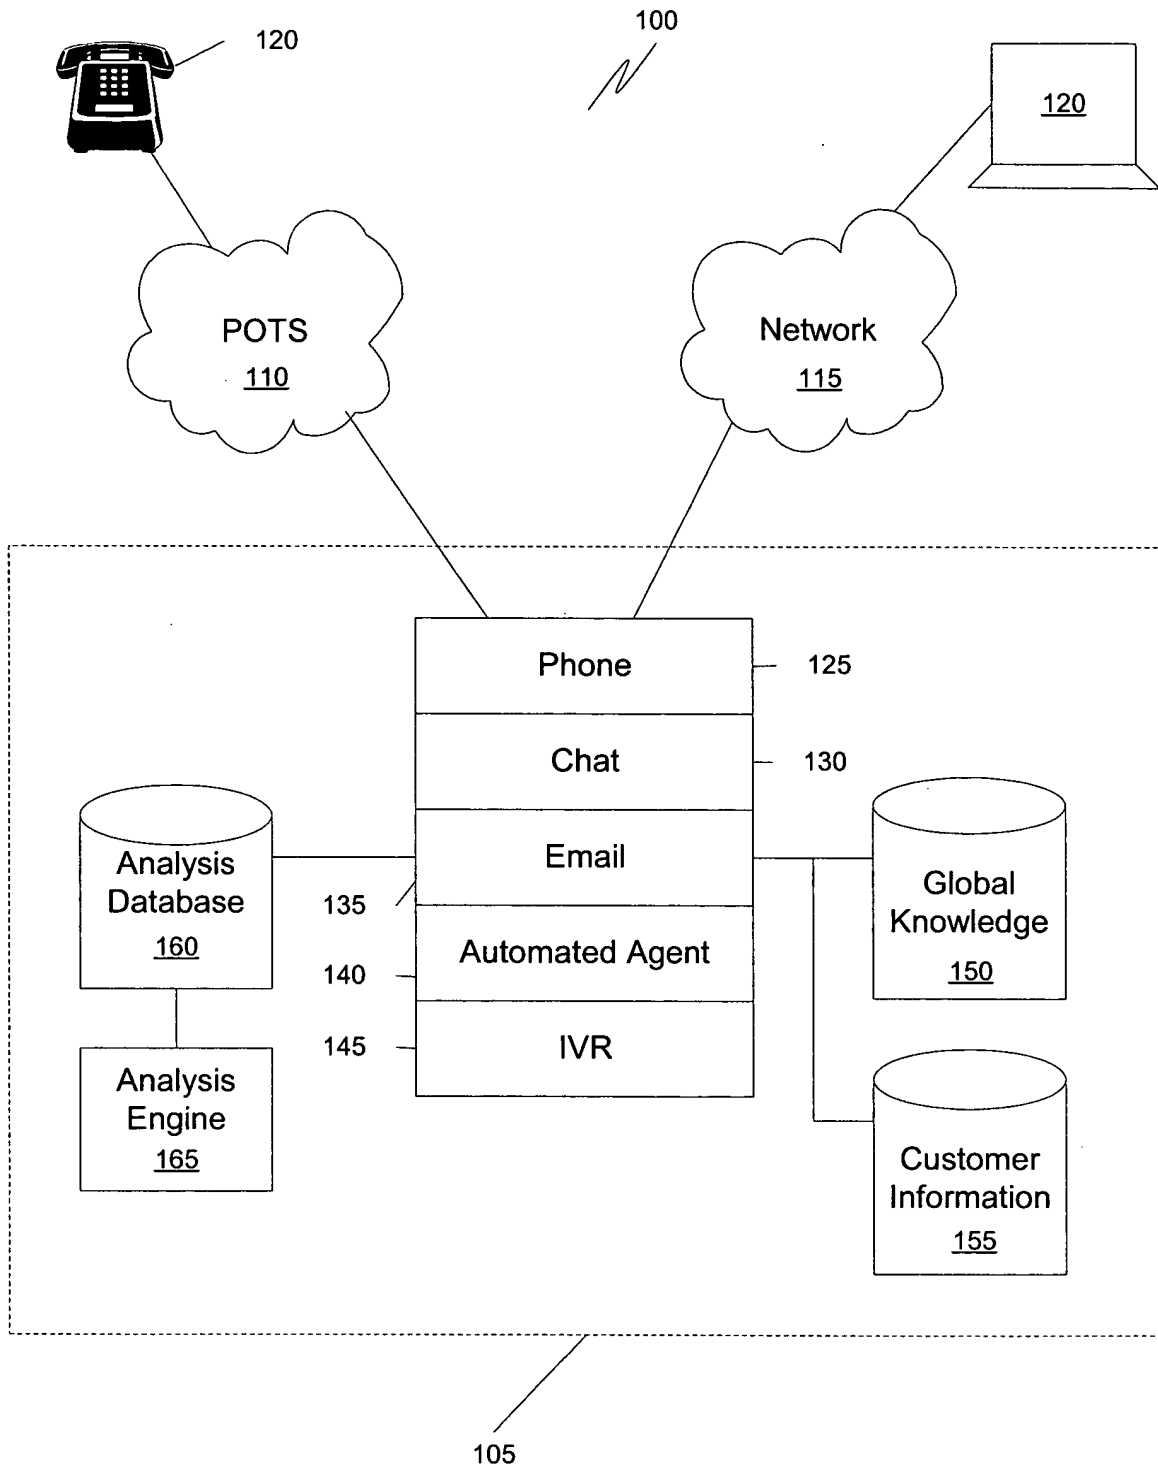 100
120
120
POTS
110
Network
115
Phone
125
Chat
130
Email
135
Automated Agent
140
IVR
145
Analysis
Database
160
Analysis
Engine
165
Global
Knowledge
150
Customer
Information
155
105